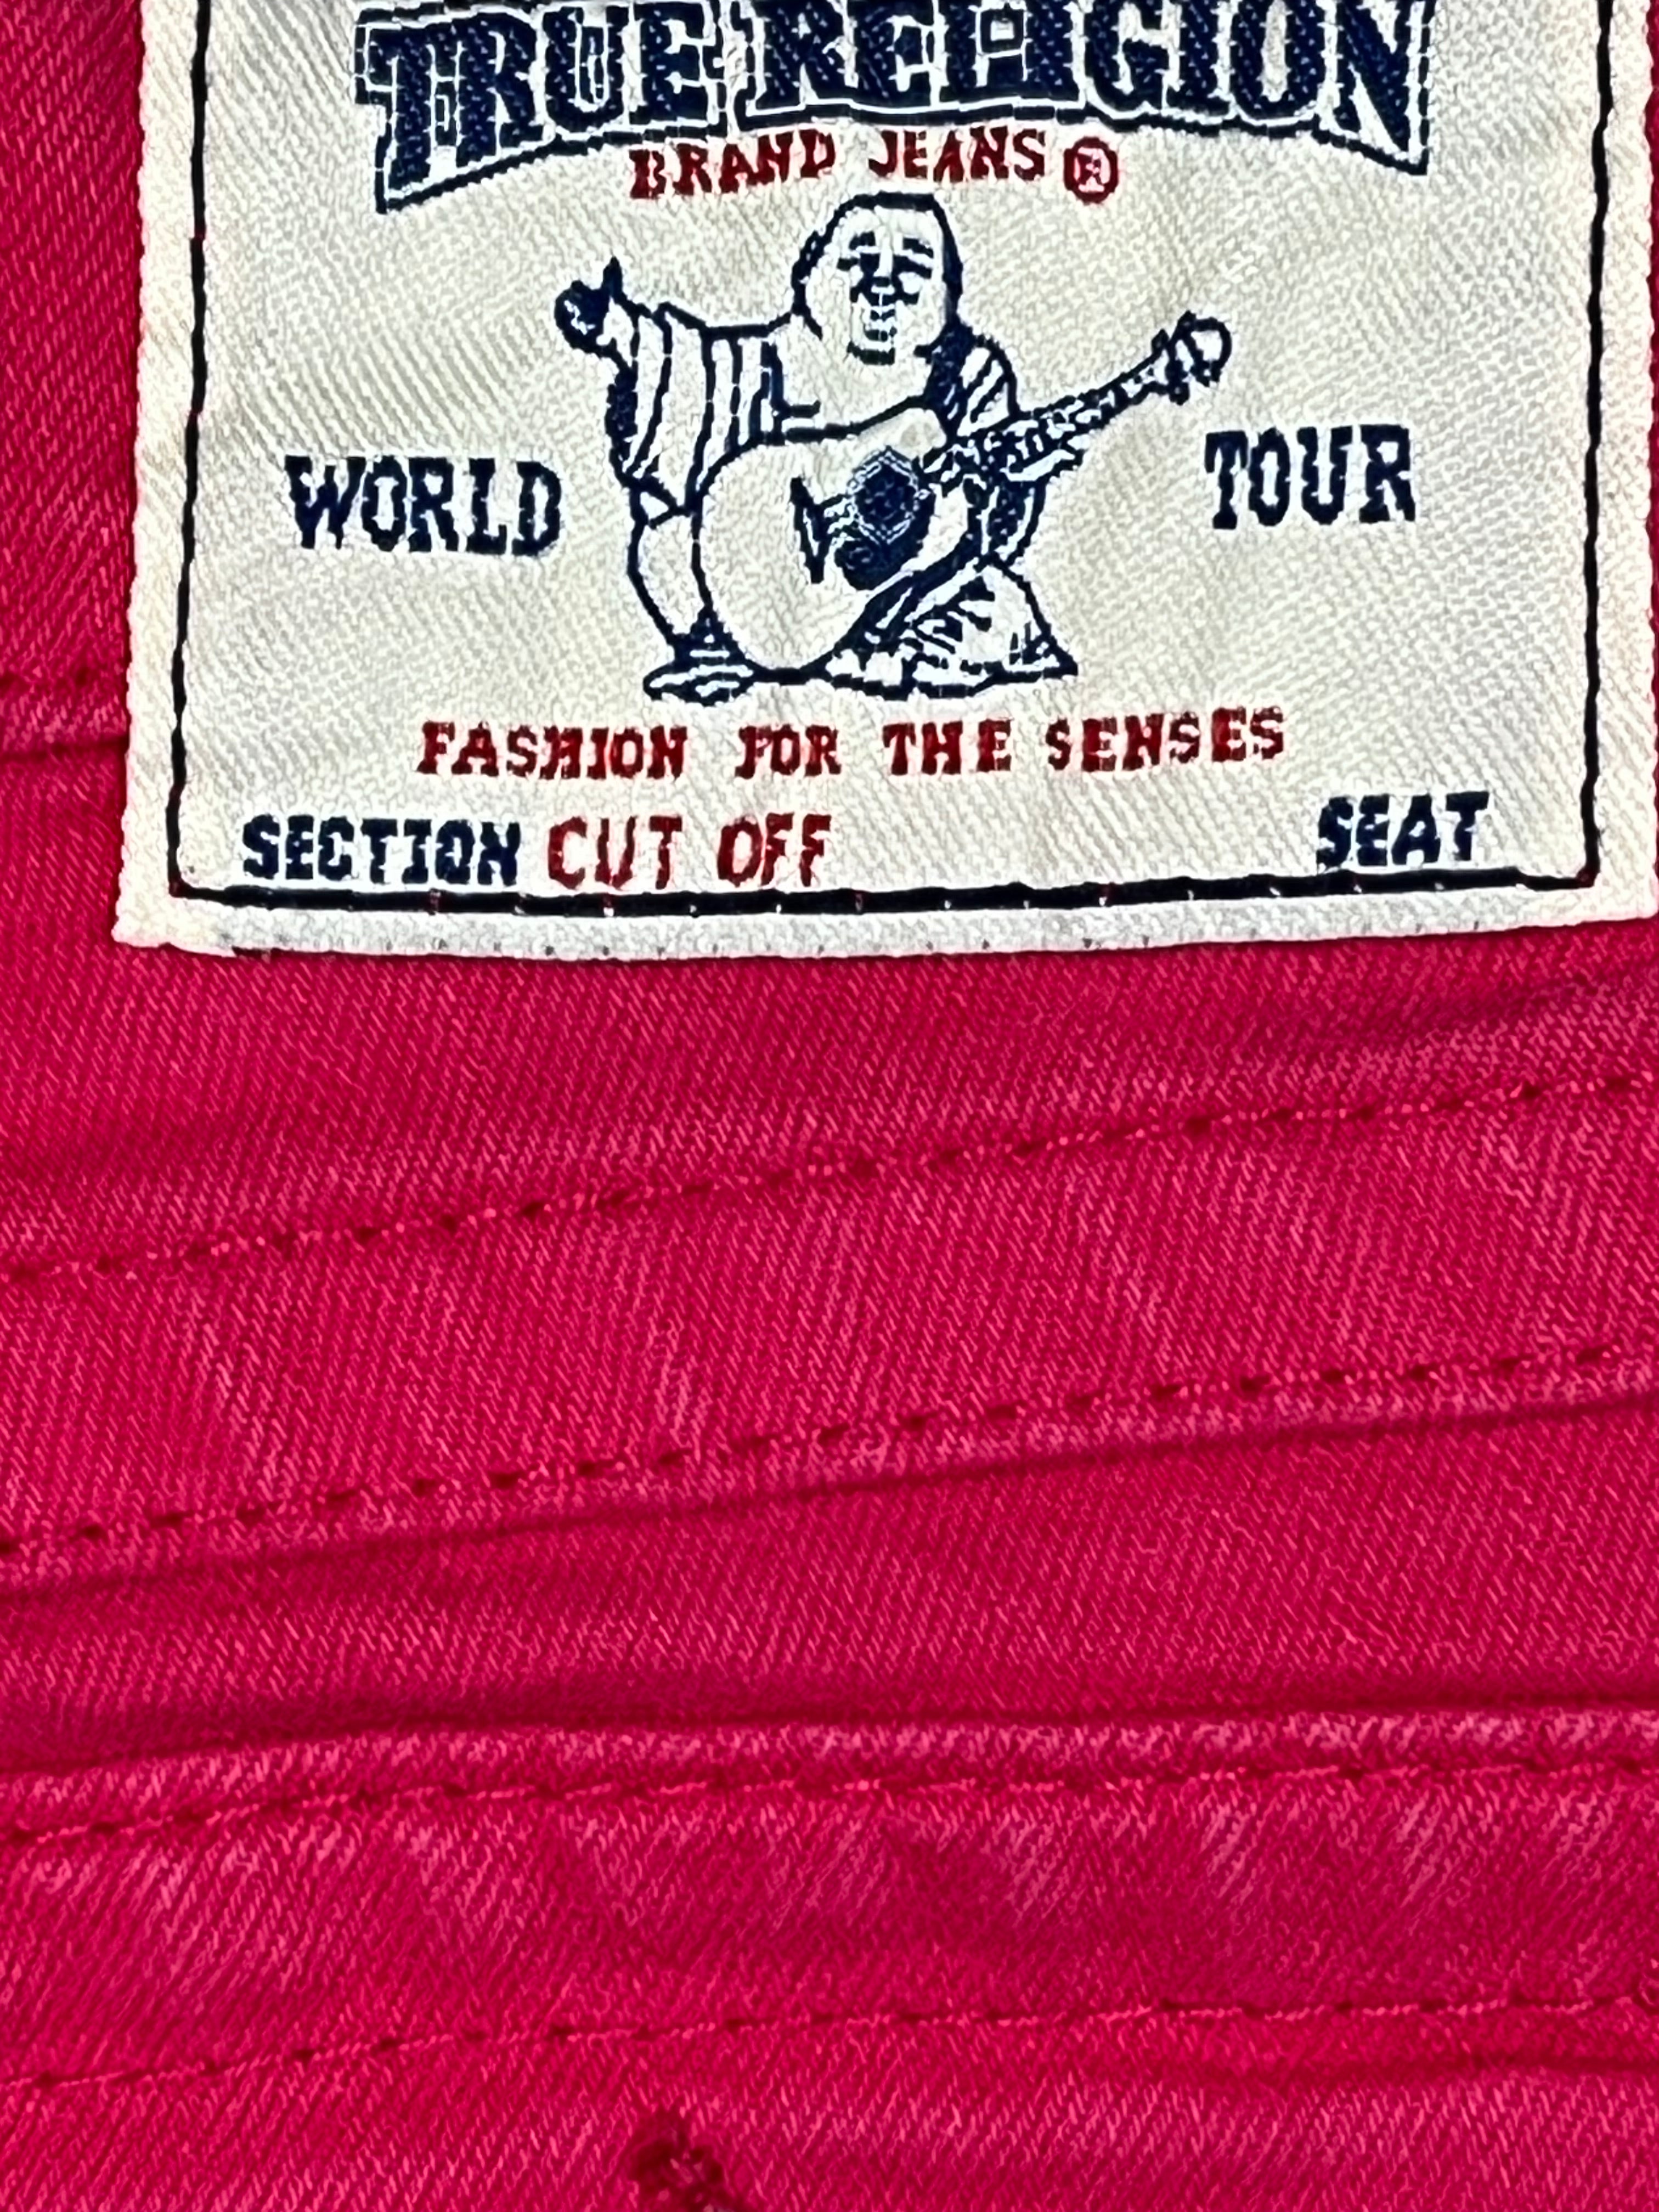 TRUE RELIGION
BRAND JEANS ®
WORLD TOUR
FASHION FOR THE SENSES
SECTION CUT OFF SEAT